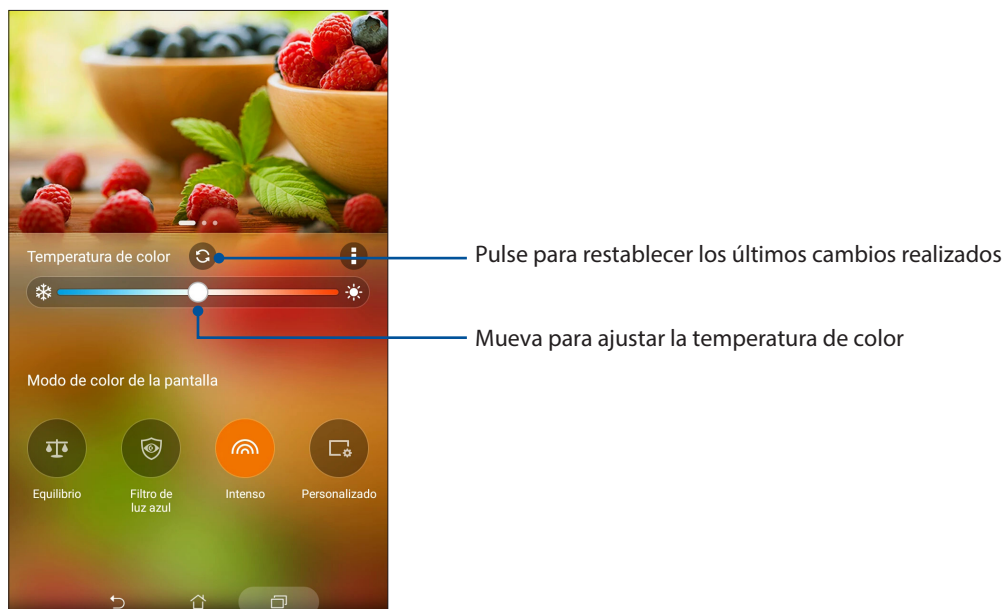 Temperatura de color
Pulse para restablecer los últimos cambios realizados
Mueva para ajustar la temperatura de color
Modo de color de la pantalla
Equilibrio
Filtro de
luz azul
Intenso
Personalizado